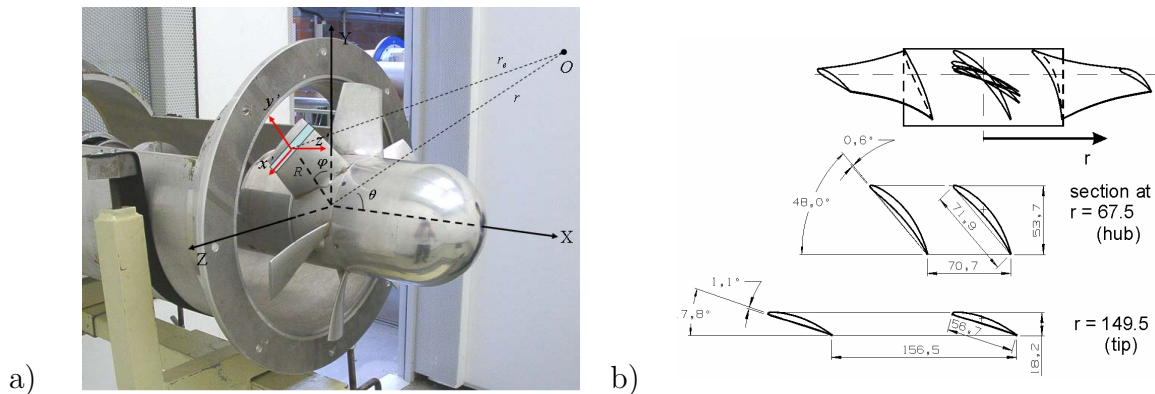 a)
Y
r_e
O
r
y'
z'
x'
R
φ
θ
X
Z
b)
r
0,6°
48,0°
71,9
53,7
70,7
section at
r = 67.5
(hub)
1,1°
7,8°
56,7
156,5
18,2
r = 149.5
(tip)